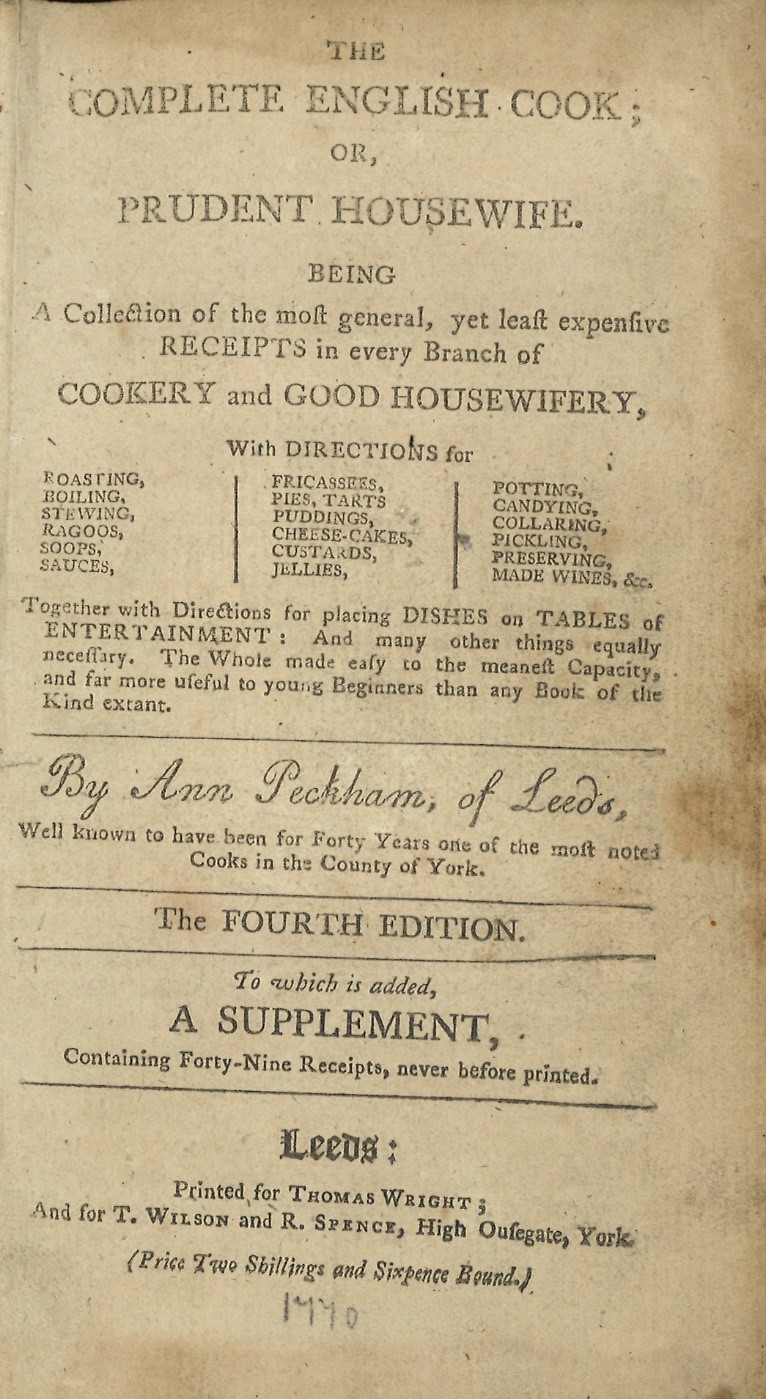 THE
COMPLETE ENGLISH COOK;
OR,
PRUDENT HOUSEWIFE.
BEING
A Collection of the moſt general, yet leaſt expenſive
RECEIPTS in every Branch of
COOKERY and GOOD HOUSEWIFERY,
With DIRECTIONS for
ROASTING,
BOILING,
STEWING,
RAGOOS,
SOOPS,
SAUCES,
FRICASSEES,
PIES, TARTS
PUDDINGS,
CHEESE-CAKES,
CUSTARDS,
JELLIES,
POTTING,
CANDYING,
COLLARING,
PICKLING,
PRESERVING,
MADE WINES, &c.
Together with Directions for placing DISHES on TABLES of
ENTERTAINMENT: And many other things equally
neceſſary. The Whole made eaſy to the meaneſt Capacity,
and far more uſeful to young Beginners than any Book of the
Kind extant.
By Ann Peckham, of Leeds,
Well known to have been for Forty Years one of the moſt noted
Cooks in the County of York.
The FOURTH EDITION.
To which is added,
A SUPPLEMENT,
Containing Forty-Nine Receipts, never before printed.
Leeds:
Printed for THOMAS WRIGHT;
And for T. WILSON and R. SPENCE, High Ouſegate, York.
(Price Two Shillings and Sixpence Bound.)
1770